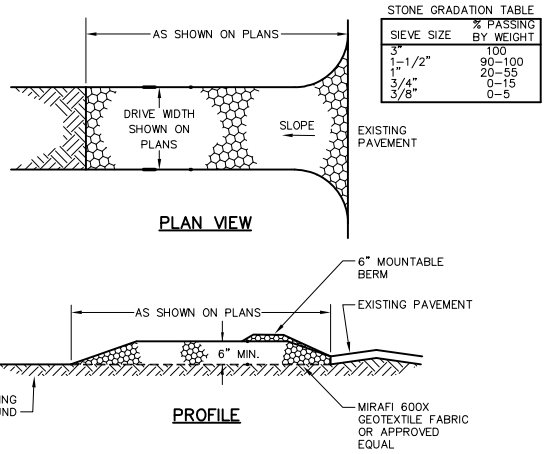 STONE GRADATION TABLE
SIEVE SIZE % PASSING BY WEIGHT
3" 100
1-1/2" 90-100
1" 20-55
3/4" 0-15
3/8" 0-5
AS SHOWN ON PLANS
DRIVE WIDTH
SHOWN ON
PLANS
SLOPE
EXISTING
PAVEMENT
PLAN VIEW
6" MOUNTABLE
BERM
AS SHOWN ON PLANS
EXISTING PAVEMENT
6" MIN.
ING
UND
PROFILE
MIRAFI 600X
GEOTEXTILE FABRIC
OR APPROVED
EQUAL